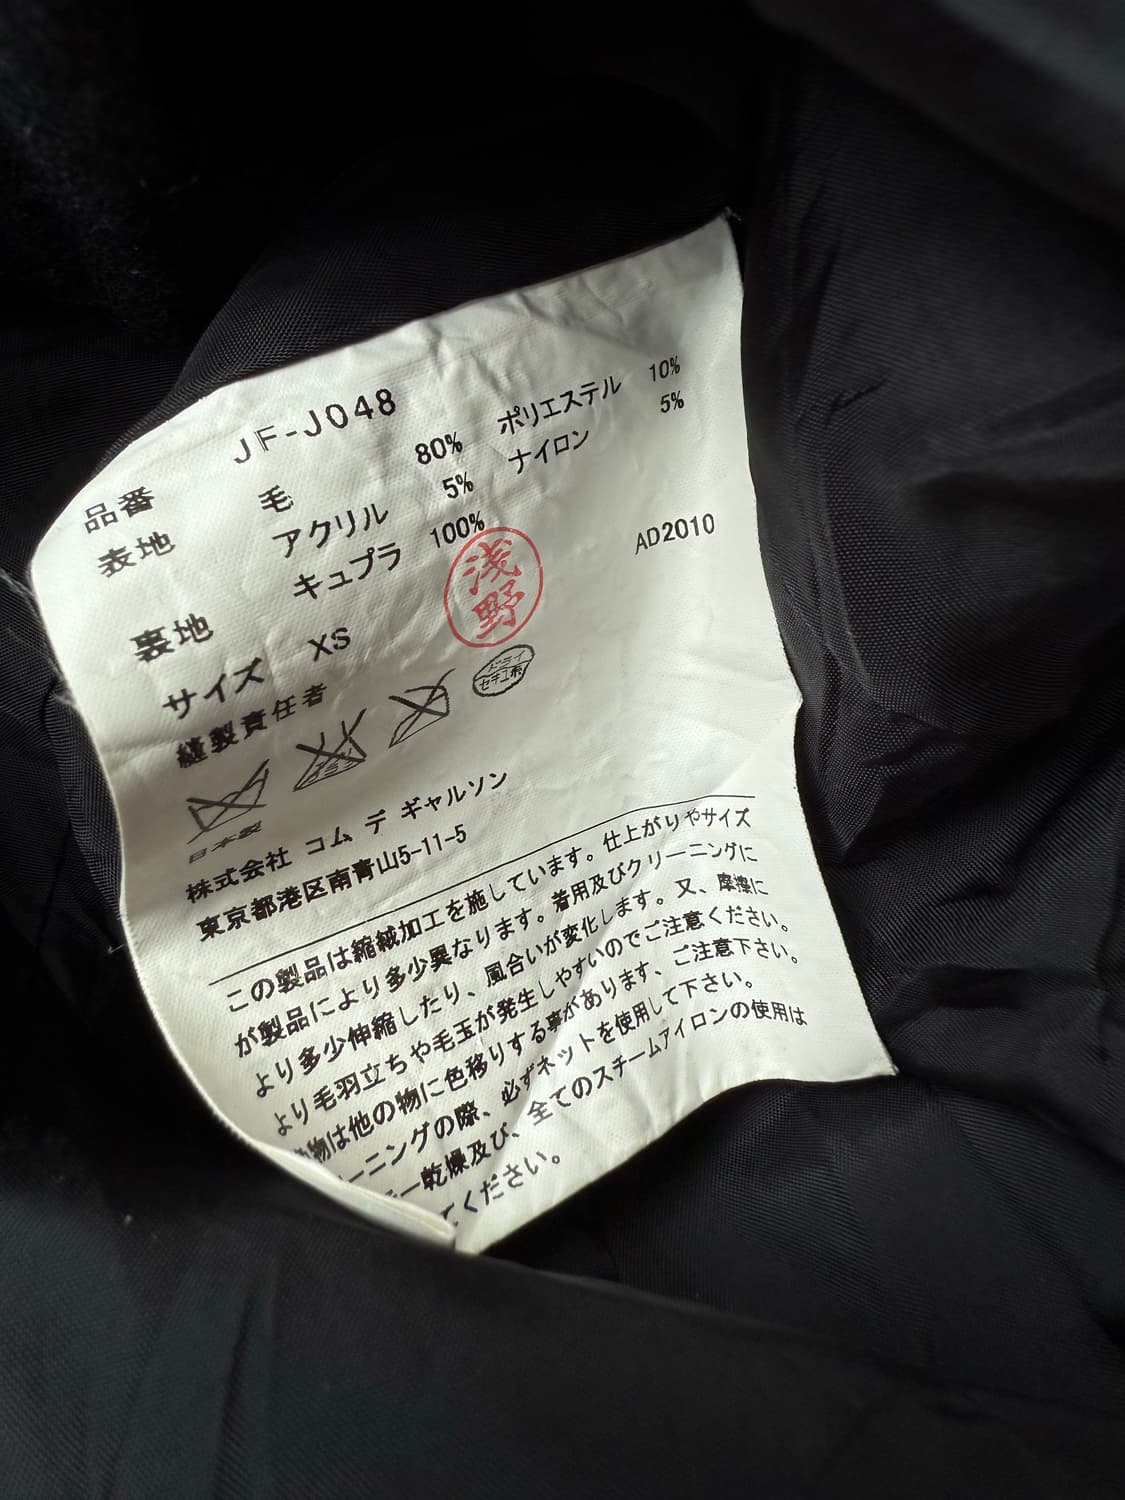 品番 JF-J048
表地 毛 80% ポリエステル 10%
アクリル 5% ナイロン 5%
裏地 キュプラ 100%
サイズ XS AD2010
縫製責任者 浅野
ドライ
セキユ系
日本製
株式会社 コム デ ギャルソン
東京都港区南青山5-11-5
この製品は縮絨加工を施しています。仕上がりやサイズ
が製品により多少異なります。着用及びクリーニングに
より多少伸縮したり、風合いが変化します。又、摩擦に
より毛羽立ちや毛玉が発生しやすいのでご注意ください。
物は他の物に色移りする事があります、ご注意下さい。
ーニングの際、必ずネットを使用して下さい。
ー乾燥及び、全てのスチームアイロンの使用は
てください。